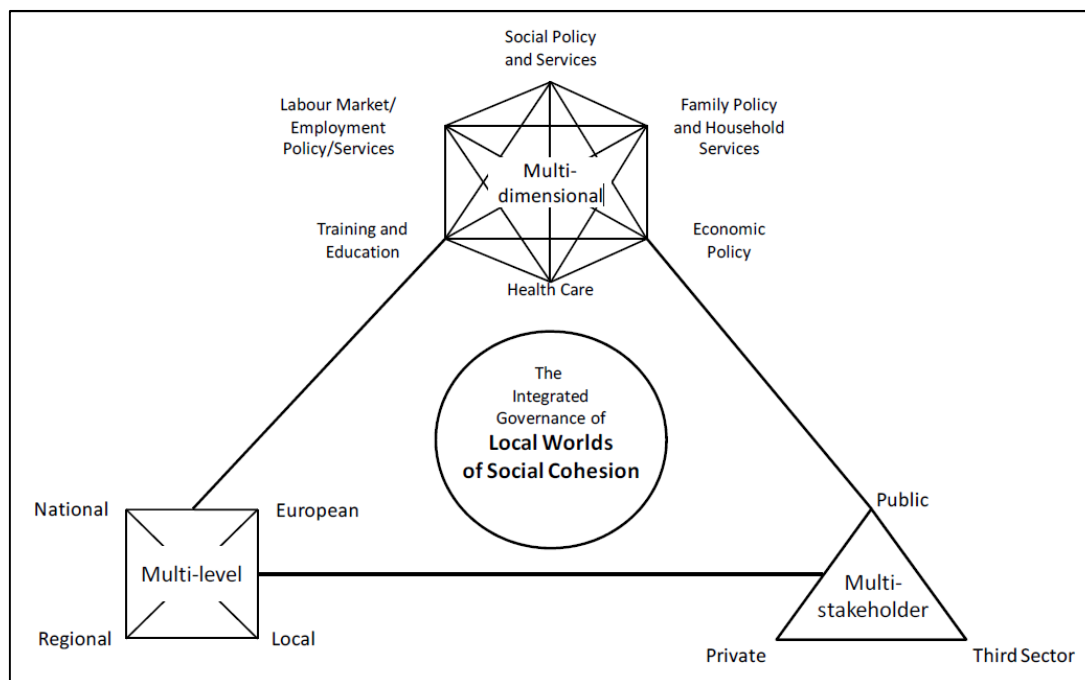 Social Policy
and Services
Labour Market/
Employment
Policy/Services
Family Policy
and Household
Services
Multi-
dimensional
Training and
Education
Economic
Policy
Health Care
The
Integrated
Governance of
Local Worlds
of Social Cohesion
National
European
Multi-level
Regional
Local
Public
Multi-
stakeholder
Private
Third Sector